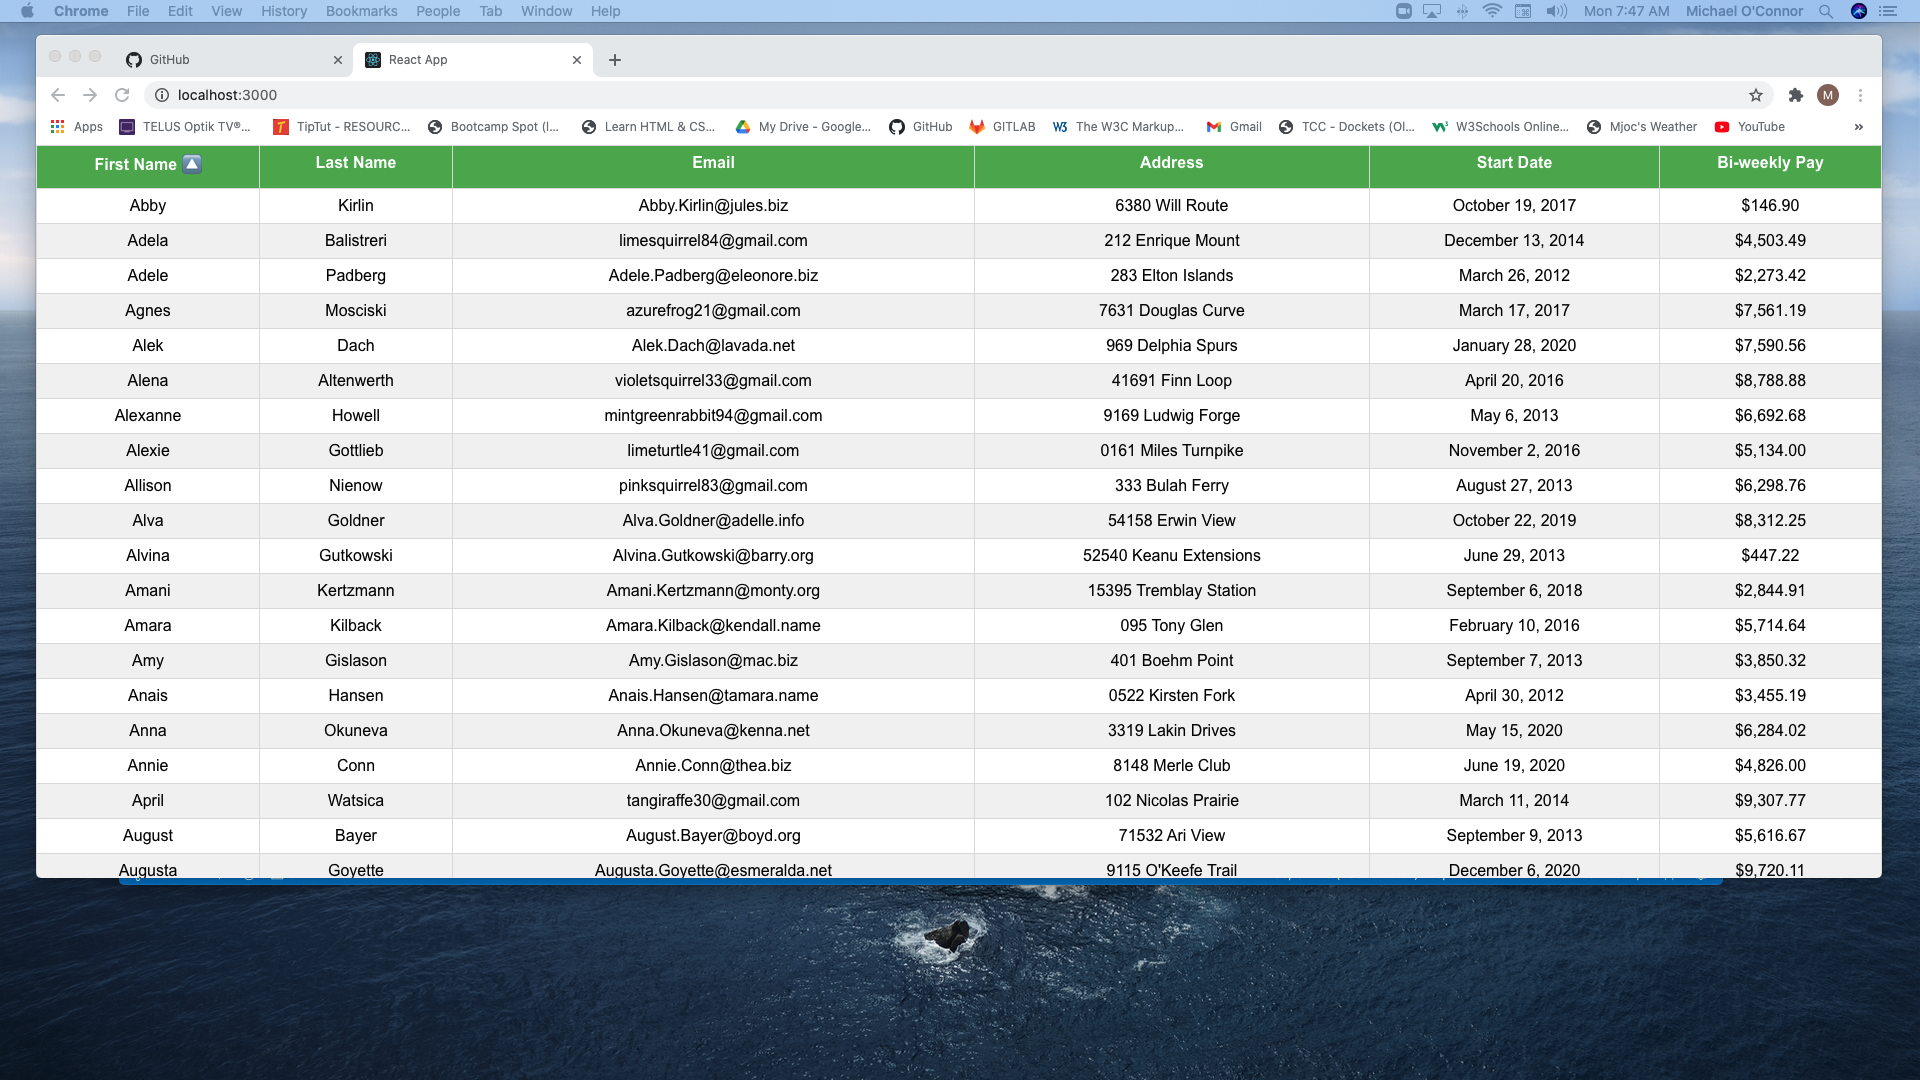 Chrome File Edit View History Bookmarks People Tab Window Help Mon 7:47 AM Michael O'Connor
GitHub React App
localhost:3000 M
Apps TELUS Optik TV®... TipTut - RESOURC... Bootcamp Spot (I... Learn HTML & CS... My Drive - Google... GitHub GITLAB The W3C Markup... Gmail TCC - Dockets (Ol... W3Schools Online... Mjoc's Weather YouTube »
First Name Last Name Email Address Start Date Bi-weekly Pay
Abby Kirlin Abby.Kirlin@jules.biz 6380 Will Route October 19, 2017 $146.90
Adela Balistreri limesquirrel84@gmail.com 212 Enrique Mount December 13, 2014 $4,503.49
Adele Padberg Adele.Padberg@eleonore.biz 283 Elton Islands March 26, 2012 $2,273.42
Agnes Mosciski azurefrog21@gmail.com 7631 Douglas Curve March 17, 2017 $7,561.19
Alek Dach Alek.Dach@lavada.net 969 Delphia Spurs January 28, 2020 $7,590.56
Alena Altenwerth violetsquirrel33@gmail.com 41691 Finn Loop April 20, 2016 $8,788.88
Alexanne Howell mintgreenrabbit94@gmail.com 9169 Ludwig Forge May 6, 2013 $6,692.68
Alexie Gottlieb limeturtle41@gmail.com 0161 Miles Turnpike November 2, 2016 $5,134.00
Allison Nienow pinksquirrel83@gmail.com 333 Bulah Ferry August 27, 2013 $6,298.76
Alva Goldner Alva.Goldner@adelle.info 54158 Erwin View October 22, 2019 $8,312.25
Alvina Gutkowski Alvina.Gutkowski@barry.org 52540 Keanu Extensions June 29, 2013 $447.22
Amani Kertzmann Amani.Kertzmann@monty.org 15395 Tremblay Station September 6, 2018 $2,844.91
Amara Kilback Amara.Kilback@kendall.name 095 Tony Glen February 10, 2016 $5,714.64
Amy Gislason Amy.Gislason@mac.biz 401 Boehm Point September 7, 2013 $3,850.32
Anais Hansen Anais.Hansen@tamara.name 0522 Kirsten Fork April 30, 2012 $3,455.19
Anna Okuneva Anna.Okuneva@kenna.net 3319 Lakin Drives May 15, 2020 $6,284.02
Annie Conn Annie.Conn@thea.biz 8148 Merle Club June 19, 2020 $4,826.00
April Watsica tangiraffe30@gmail.com 102 Nicolas Prairie March 11, 2014 $9,307.77
August Bayer August.Bayer@boyd.org 71532 Ari View September 9, 2013 $5,616.67
Augusta Goyette Augusta.Goyette@esmeralda.net 9115 O'Keefe Trail December 6, 2020 $9,720.11